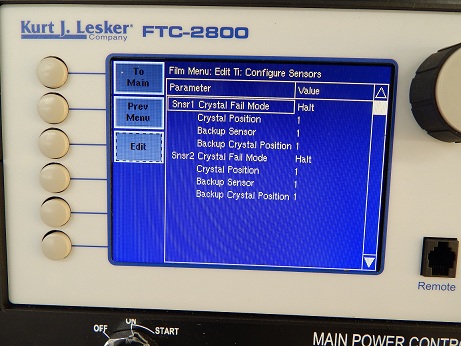 Kurt J. Lesker
Company
FTC-2800
To
Main
Prev
Menu
Edit
Film Menu: Edit Ti: Configure Sensors
Parameter Value
Snsr1 Crystal Fail Mode Halt
Crystal Position 1
Backup Sensor 1
Backup Crystal Position 1
Snsr2 Crystal Fail Mode Halt
Crystal Position 1
Backup Sensor 1
Backup Crystal Position 1
Remote
OFF ON START
MAIN POWER CONTR